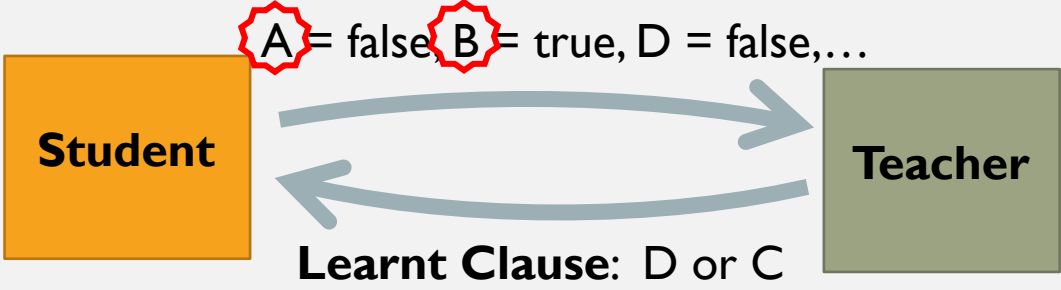 A = false, B = true, D = false,…
Student
Teacher
Learnt Clause: D or C